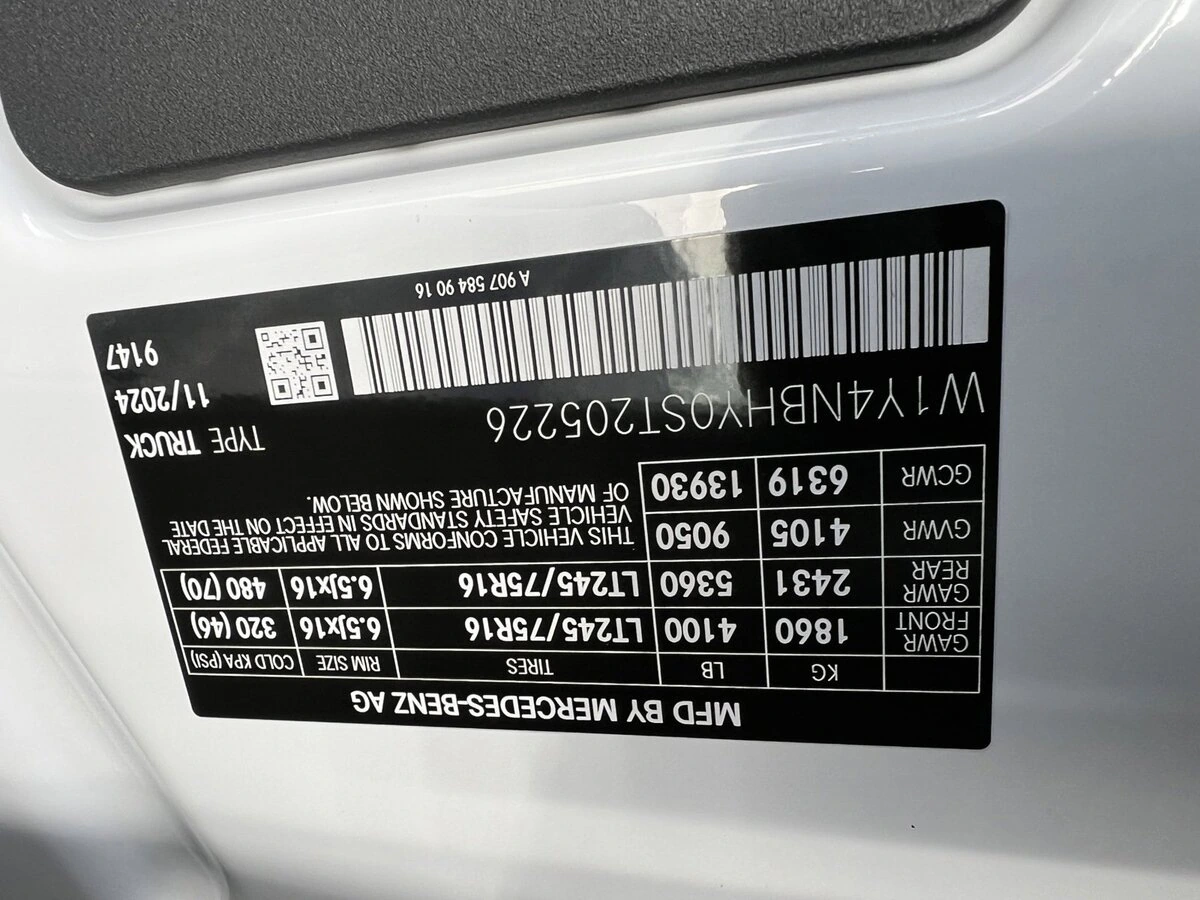 MFD BY MERCEDES-BENZ AG
KG LB TIRES RIM SIZE COLD KPA (PSI)
GAWR FRONT 1860 4100 LT245/75R16 6.5Jx16 320 (46)
GAWR REAR 2431 5360 LT245/75R16 6.5Jx16 480 (70)
GVWR 4105 9050
GCWR 6319 13930
THIS VEHICLE CONFORMS TO ALL APPLICABLE FEDERAL
VEHICLE SAFETY STANDARDS IN EFFECT ON THE DATE
OF MANUFACTURE SHOWN BELOW.
W1Y4NBHY0ST205226
TYPE TRUCK
11/2024
9147
A 907 584 90 16